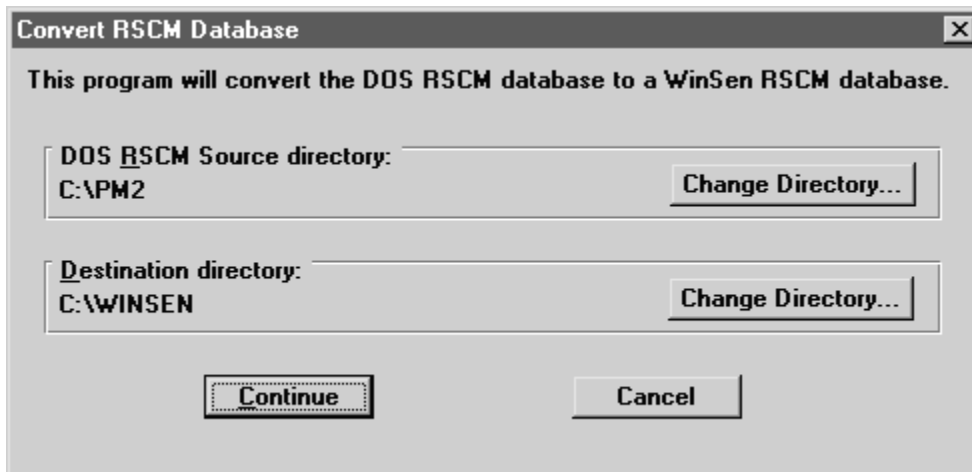 Convert RSCM Database
This program will convert the DOS RSCM database to a WinSen RSCM database.
DOS RSCM Source directory:
C:\PM2
Change Directory...
Destination directory:
C:\WINSEN
Change Directory...
Continue
Cancel